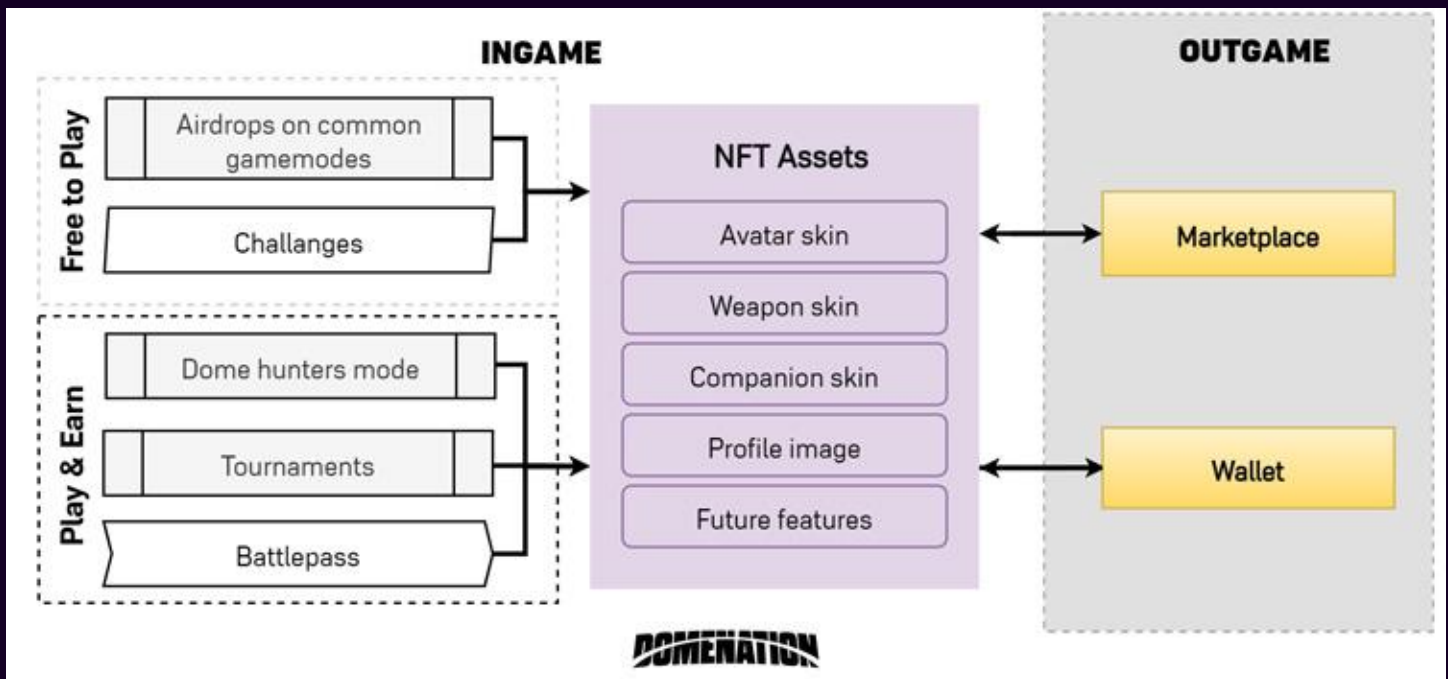 INGAME
OUTGAME
Free to Play
Airdrops on common
gamemodes
Challanges
Play & Earn
Dome hunters mode
Tournaments
Battlepass
NFT Assets
Avatar skin
Weapon skin
Companion skin
Profile image
Future features
Marketplace
Wallet
DOMENATION